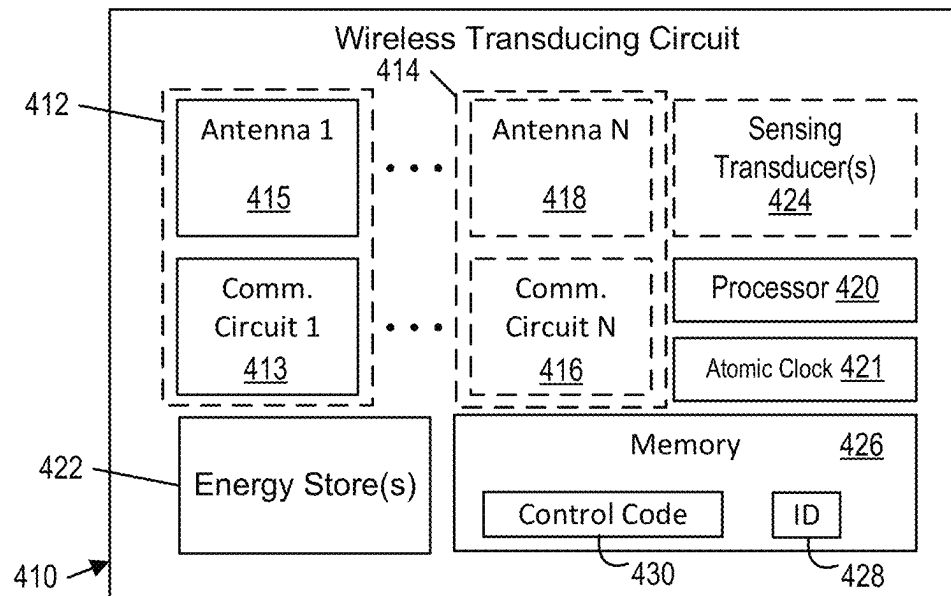 Wireless Transducing Circuit
412
414
Antenna 1
415
• • •
Antenna N
418
Sensing
Transducer(s)
424
Comm.
Circuit 1
413
• • •
Comm.
Circuit N
416
Processor 420
Atomic Clock 421
422
Energy Store(s)
Memory 426
Control Code
ID
430
428
410